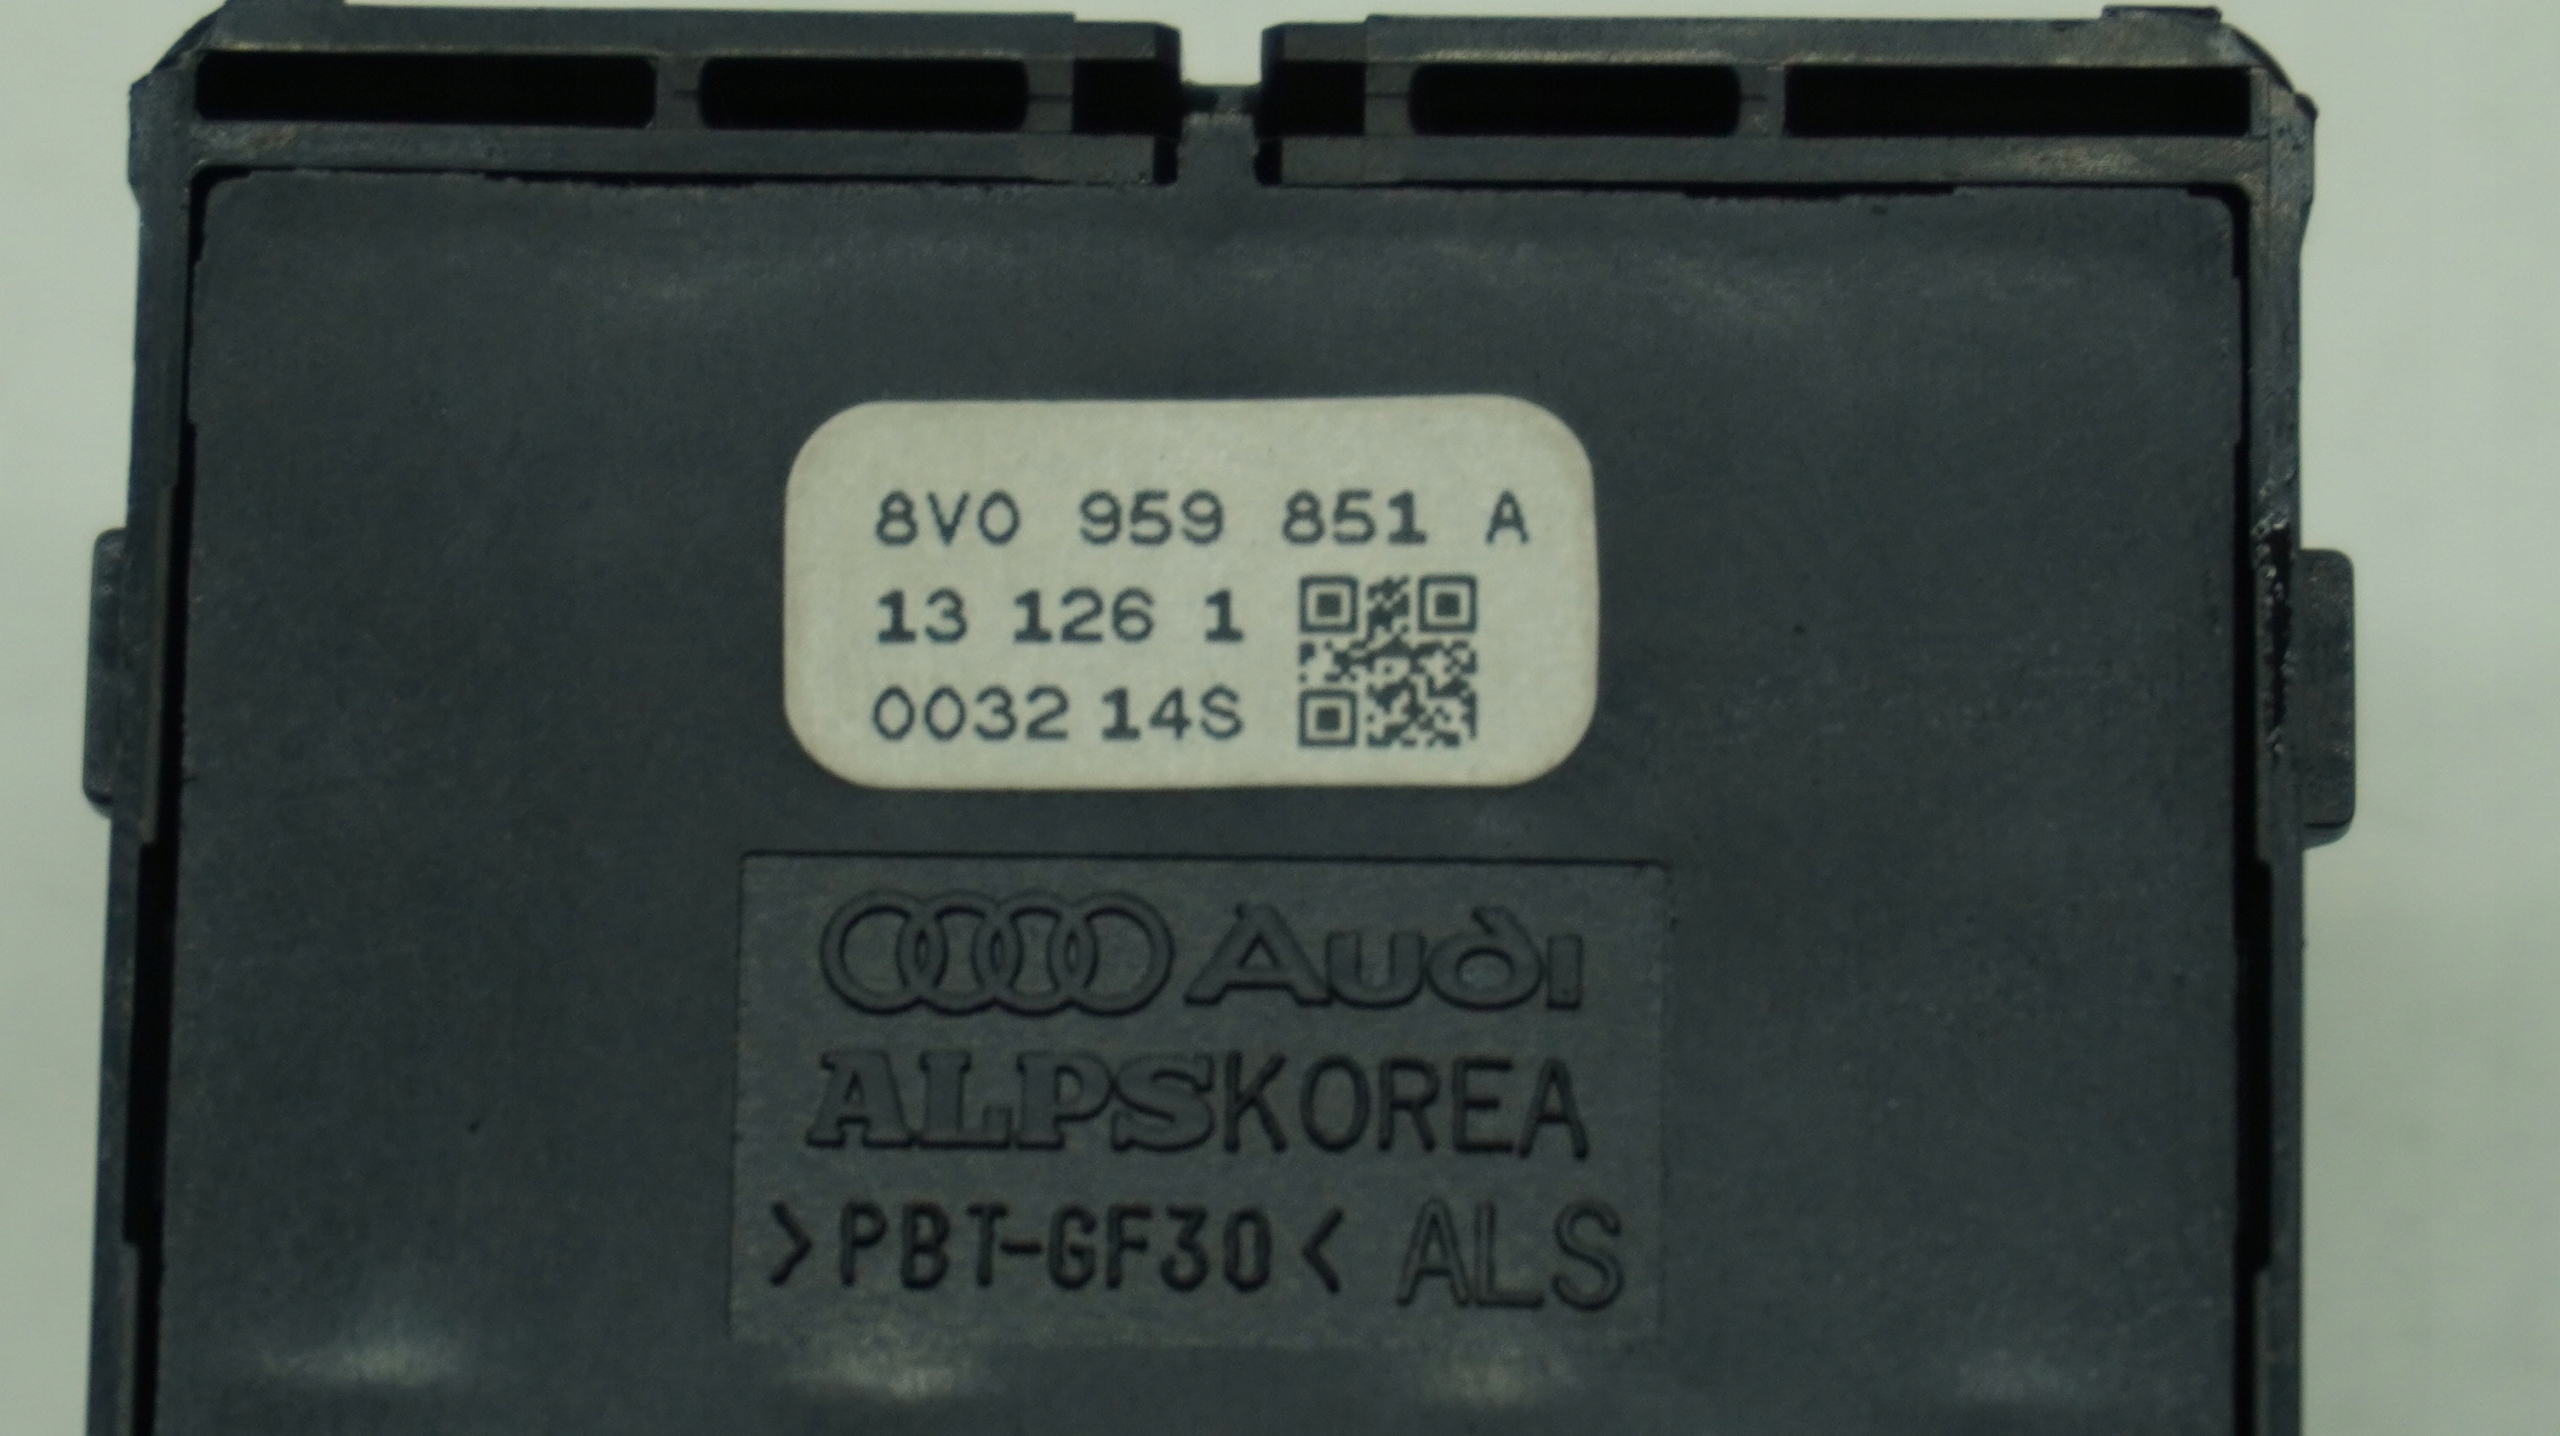 8V0 959 851 A
13 126 1
0032 14S
Audi
ALPSKOREA
>PBT-GF30< ALS